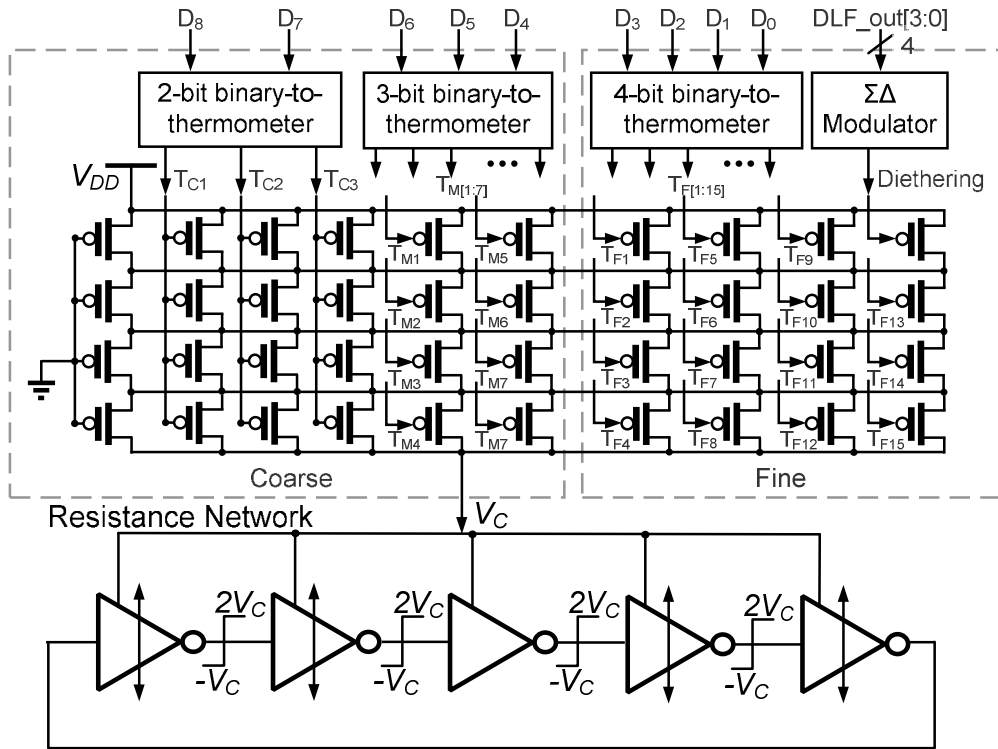 D8 D7 D6 D5 D4 D3 D2 D1 D0 DLF_out[3:0]
4
2-bit binary-to-
thermometer
3-bit binary-to-
thermometer
4-bit binary-to-
thermometer
ΣΔ
Modulator
VDD TC1 TC2 TC3 TM[1:7] TF[1:15] Diethering
TM1 TM5 TF1 TF5 TF9
TM2 TM6 TF2 TF6 TF10 TF13
TM3 TM7 TF3 TF7 TF11 TF14
TM4 TM7 TF4 TF8 TF12 TF15
Coarse Fine
Resistance Network VC
2VC 2VC 2VC 2VC
-VC -VC -VC -VC